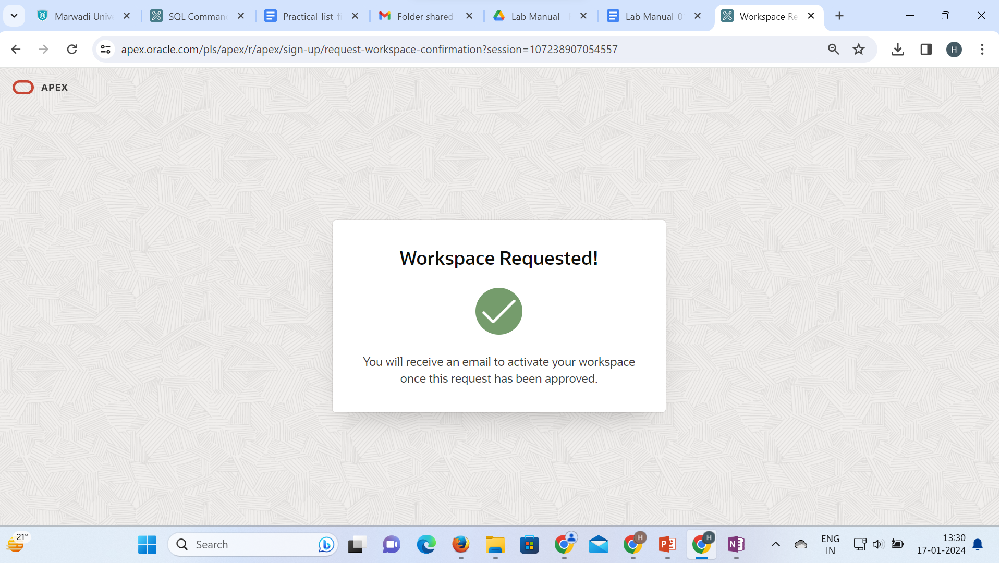 Marwadi Univ
SQL Comman
Practical_list_fi
Folder shared
Lab Manual -
Lab Manual_0
Workspace Re
apex.oracle.com/pls/apex/r/apex/sign-up/request-workspace-confirmation?session=107238907054557
H
APEX
Workspace Requested!
You will receive an email to activate your workspace
once this request has been approved.
21°
Search
H
H
ENG
IN
13:30
17-01-2024